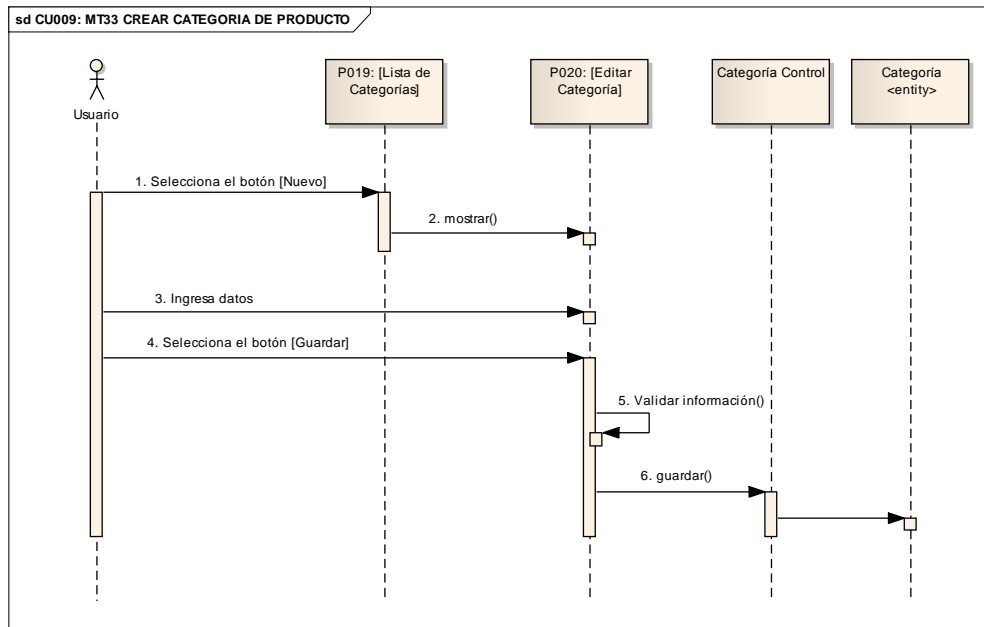 sd CU009: MT33 CREAR CATEGORIA DE PRODUCTO
Usuario
P019: [Lista de
Categorías]
P020: [Editar
Categoría]
Categoría Control
Categoría
<entity>
1. Selecciona el botón [Nuevo]
2. mostrar()
3. Ingresa datos
4. Selecciona el botón [Guardar]
5. Validar información()
6. guardar()